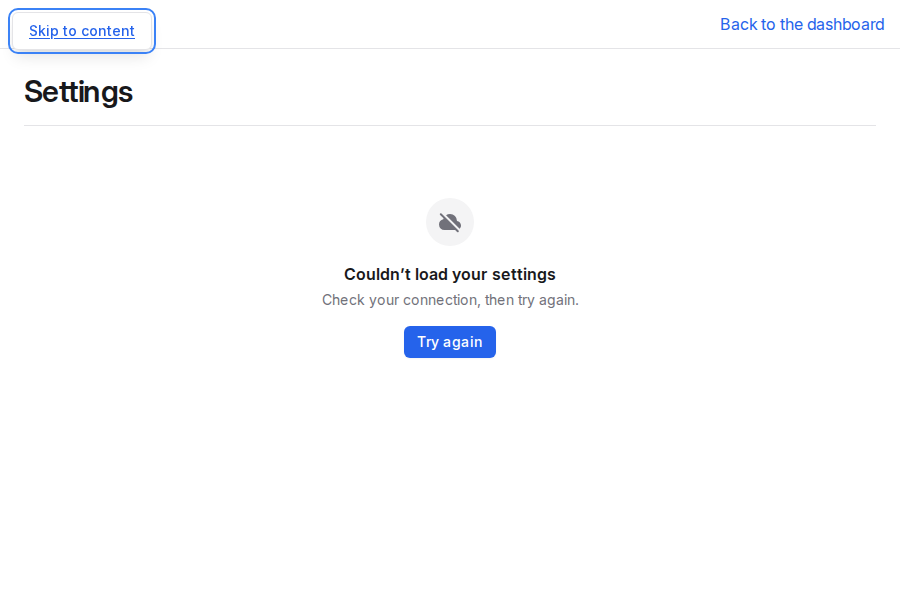 Skip to content
Back to the dashboard
Settings
Couldn’t load your settings
Check your connection, then try again.
Try again